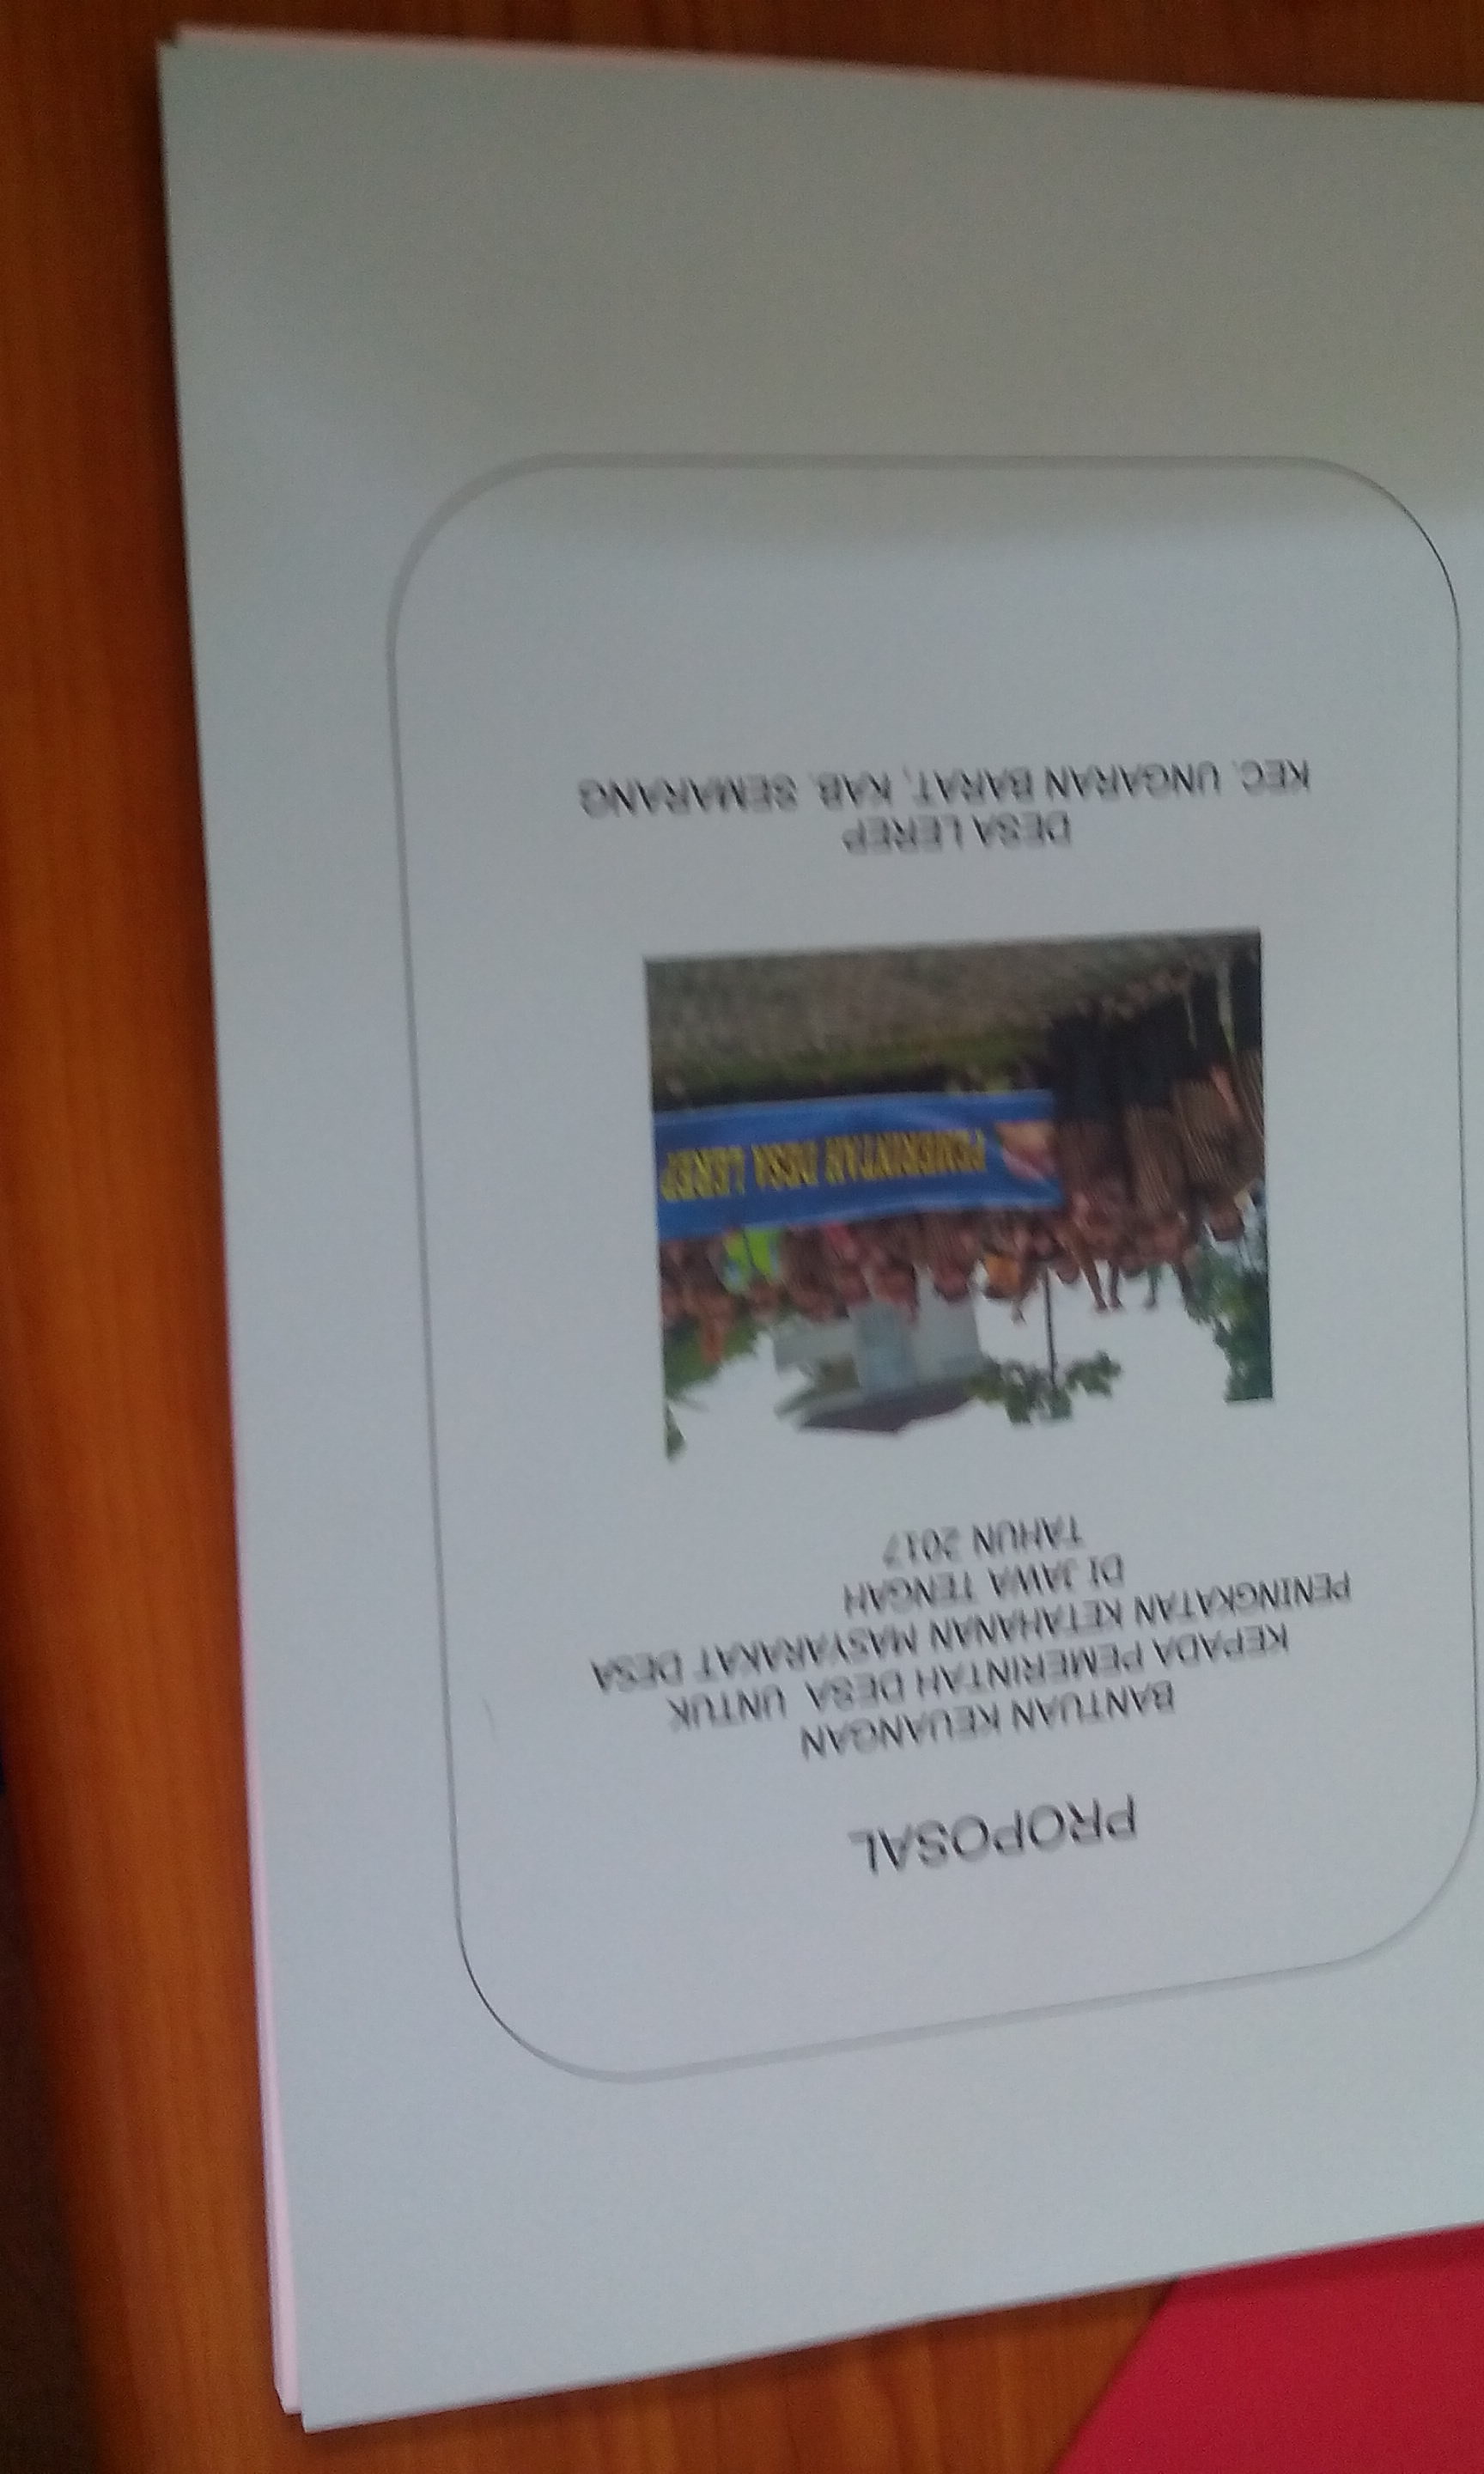 PROPOSAL
BANTUAN KEUANGAN
KEPADA PEMERINTAH DESA UNTUK
PENINGKATAN KETAHANAN MASYARAKAT DESA
DI JAWA TENGAH
TAHUN 2017
PEMERINTAH DESA LEREP
DESA LEREP
KEC. UNGARAN BARAT, KAB. SEMARANG